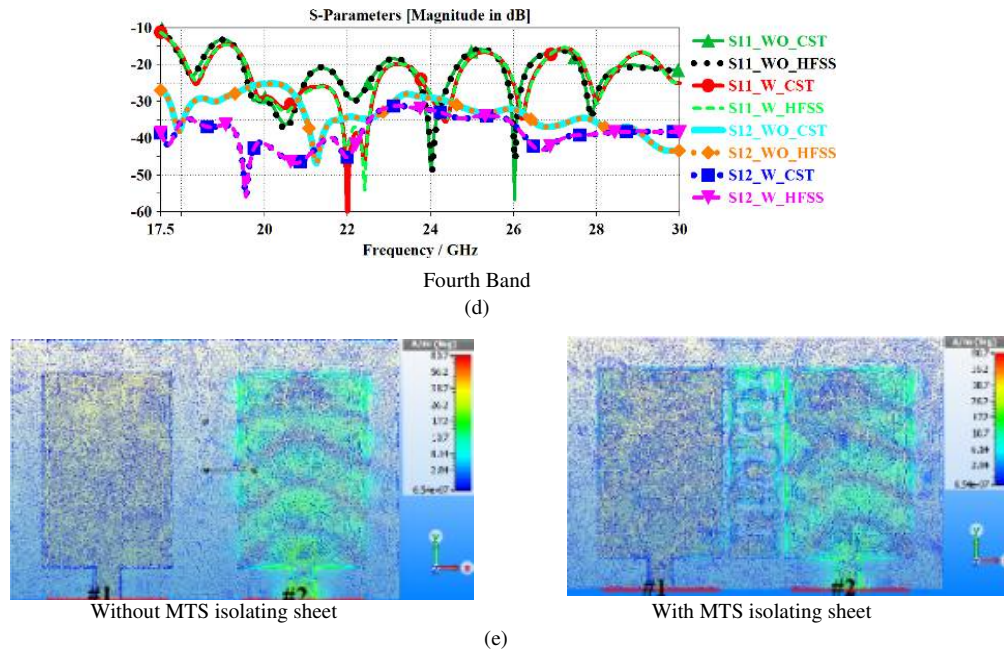 S-Parameters [Magnitude in dB]
-10
-20
-30
-40
-50
-60
17.5 20 22 24 26 28 30
Frequency / GHz
S11_WO_CST
S11_WO_HFSS
S11_W_CST
S11_W_HFSS
S12_WO_CST
S12_WO_HFSS
S12_W_CST
S12_W_HFSS
Fourth Band
(d)
#1 #2
Without MTS isolating sheet
#1 #2
With MTS isolating sheet
(e)